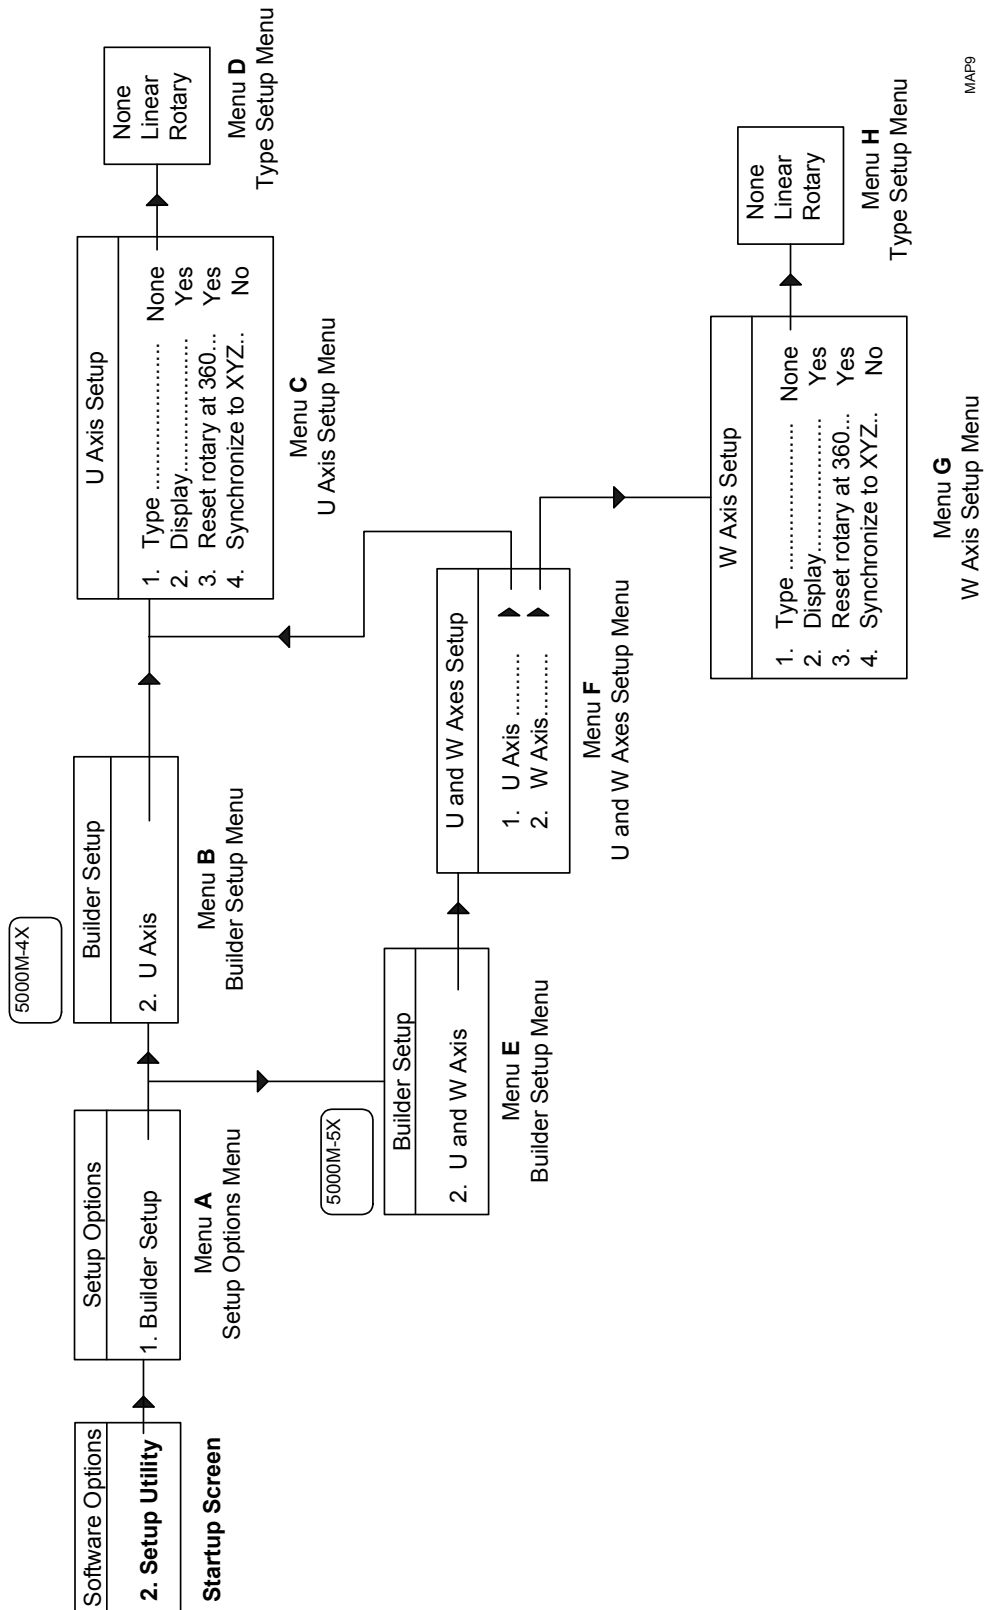 Software Options
2. Setup Utility
Startup Screen
Setup Options
1. Builder Setup
Menu A
Setup Options Menu
5000M-4X
Builder Setup
2. U Axis
Menu B
Builder Setup Menu
U Axis Setup
1. Type ........................ None
2. Display........................ Yes
3. Reset rotary at 360... Yes
4. Synchronize to XYZ.. No
Menu C
U Axis Setup Menu
None
Linear
Rotary
Menu D
Type Setup Menu
5000M-5X
Builder Setup
2. U and W Axis
Menu E
Builder Setup Menu
U and W Axes Setup
1. U Axis ..........
2. W Axis..........
Menu F
U and W Axes Setup Menu
W Axis Setup
1. Type ........................ None
2. Display........................ Yes
3. Reset rotary at 360... Yes
4. Synchronize to XYZ.. No
Menu G
W Axis Setup Menu
None
Linear
Rotary
Menu H
Type Setup Menu
MAP9